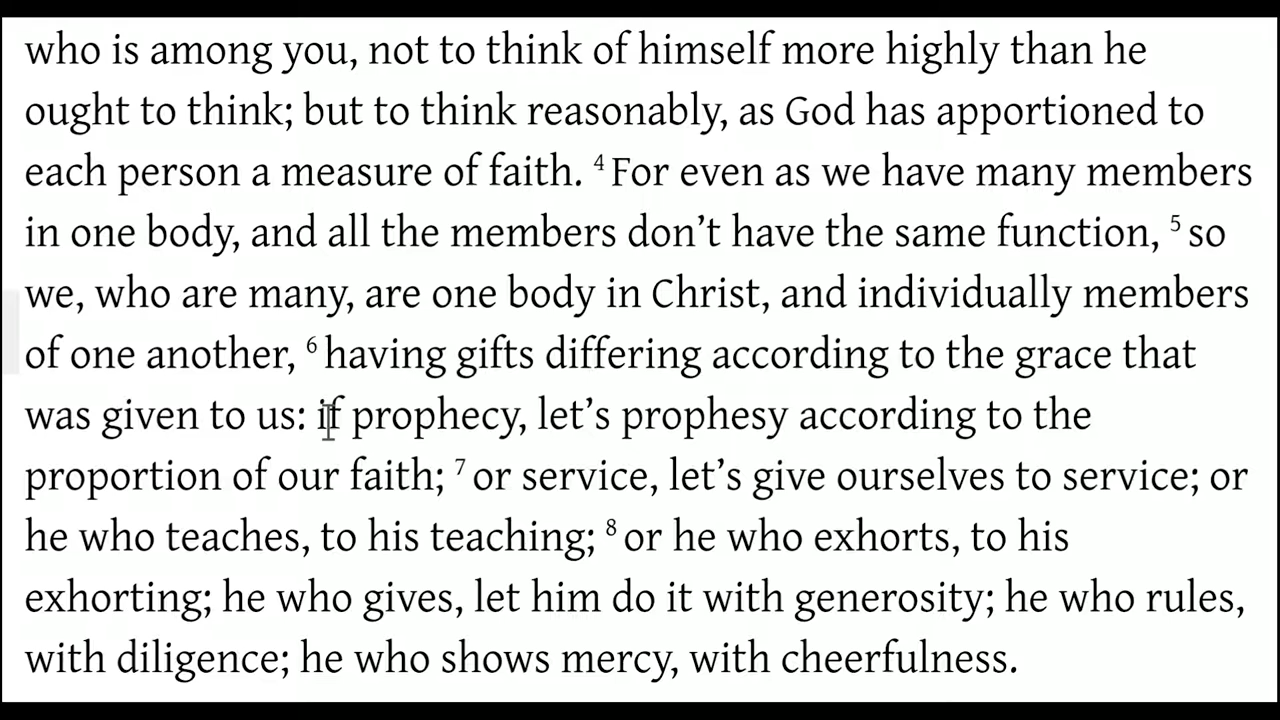 who is among you, not to think of himself more highly than he
ought to think; but to think reasonably, as God has apportioned to
each person a measure of faith. 4 For even as we have many members
in one body, and all the members don’t have the same function, 5 so
we, who are many, are one body in Christ, and individually members
of one another, 6 having gifts differing according to the grace that
was given to us: if prophecy, let’s prophesy according to the
proportion of our faith; 7 or service, let’s give ourselves to service; or
he who teaches, to his teaching; 8 or he who exhorts, to his
exhorting; he who gives, let him do it with generosity; he who rules,
with diligence; he who shows mercy, with cheerfulness.